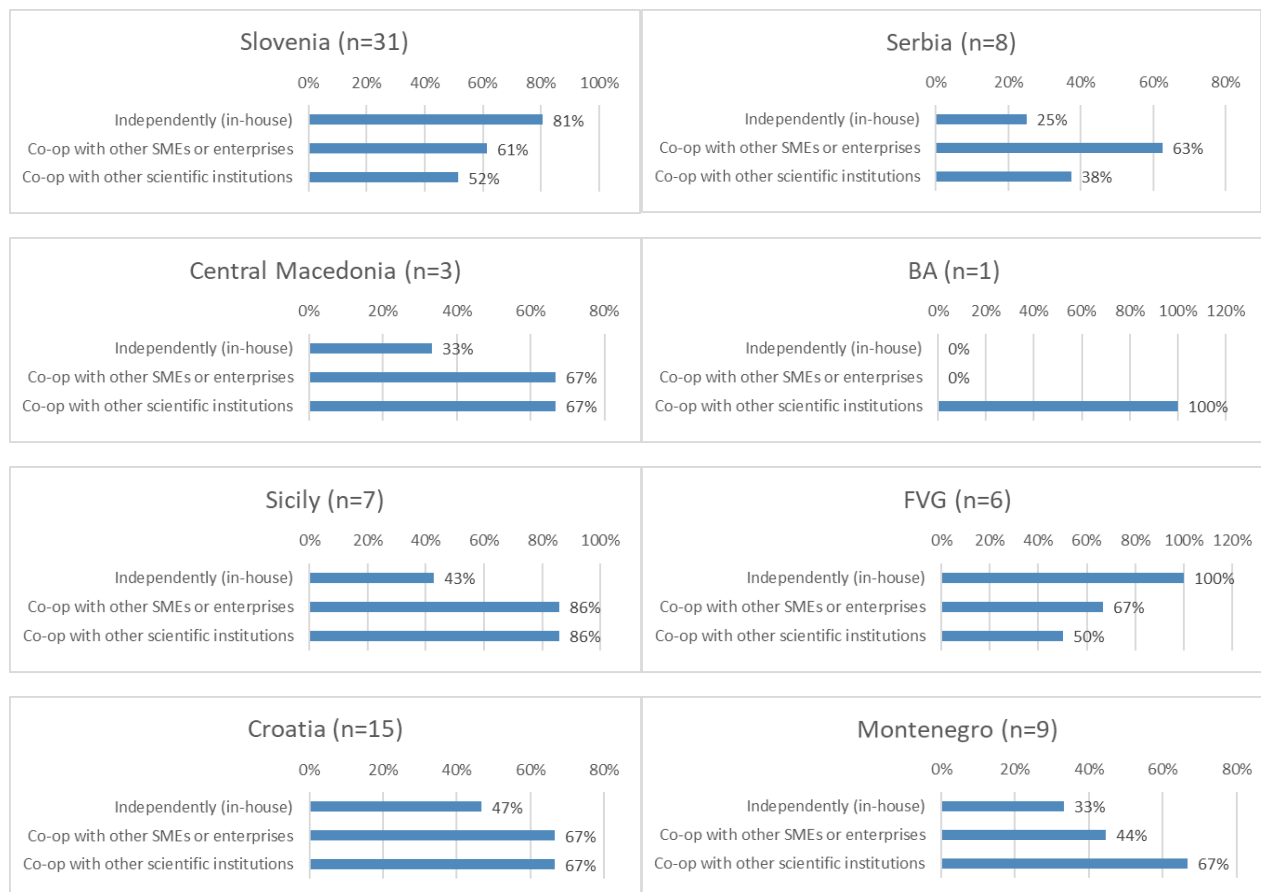 Slovenia (n=31)
0% 20% 40% 60% 80% 100%
Independently (in-house) 81%
Co-op with other SMEs or enterprises 61%
Co-op with other scientific institutions 52%
Serbia (n=8)
0% 20% 40% 60% 80%
Independently (in-house) 25%
Co-op with other SMEs or enterprises 63%
Co-op with other scientific institutions 38%
Central Macedonia (n=3)
0% 20% 40% 60% 80%
Independently (in-house) 33%
Co-op with other SMEs or enterprises 67%
Co-op with other scientific institutions 67%
BA (n=1)
0% 20% 40% 60% 80% 100% 120%
Independently (in-house) 0%
Co-op with other SMEs or enterprises 0%
Co-op with other scientific institutions 100%
Sicily (n=7)
0% 20% 40% 60% 80% 100%
Independently (in-house) 43%
Co-op with other SMEs or enterprises 86%
Co-op with other scientific institutions 86%
FVG (n=6)
0% 20% 40% 60% 80% 100% 120%
Independently (in-house) 100%
Co-op with other SMEs or enterprises 67%
Co-op with other scientific institutions 50%
Croatia (n=15)
0% 20% 40% 60% 80%
Independently (in-house) 47%
Co-op with other SMEs or enterprises 67%
Co-op with other scientific institutions 67%
Montenegro (n=9)
0% 20% 40% 60% 80%
Independently (in-house) 33%
Co-op with other SMEs or enterprises 44%
Co-op with other scientific institutions 67%